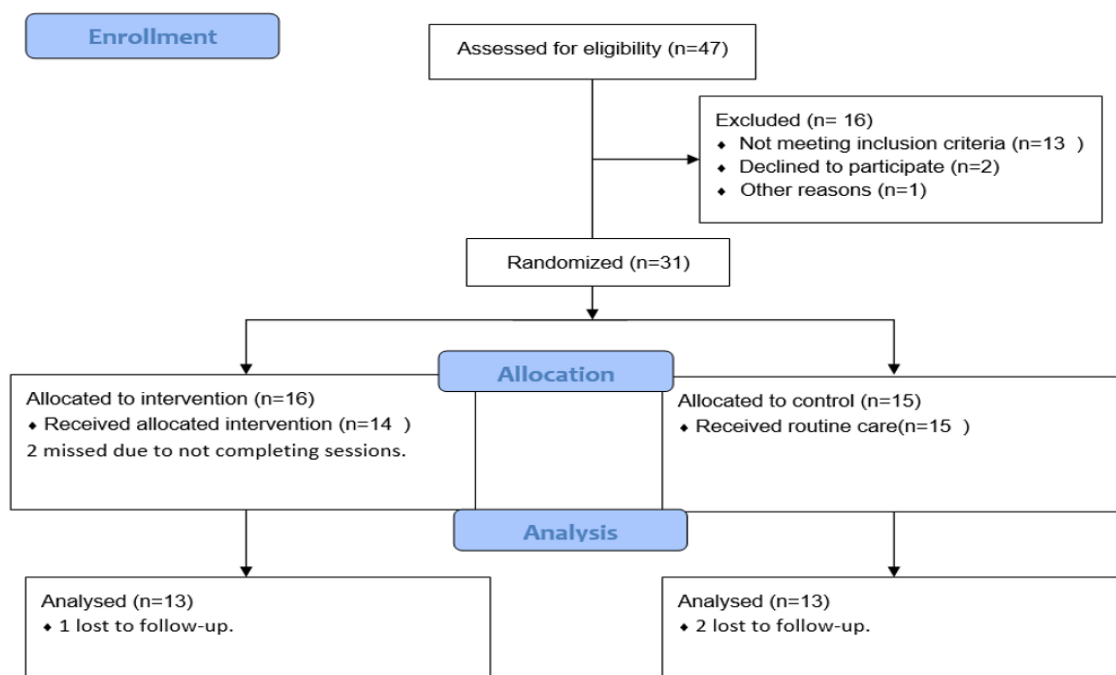 Enrollment
Assessed for eligibility (n=47)
Excluded (n= 16)
⬥ Not meeting inclusion criteria (n=13  )
⬥ Declined to participate (n=2)
⬥ Other reasons (n=1)
Randomized (n=31)
Allocation
Allocated to intervention (n=16)
⬥ Received allocated intervention (n=14  )
2 missed due to not completing sessions.
Allocated to control (n=15)
⬥ Received routine care(n=15  )
Analysis
Analysed (n=13)
⬥ 1 lost to follow-up.
Analysed (n=13)
⬥ 2 lost to follow-up.